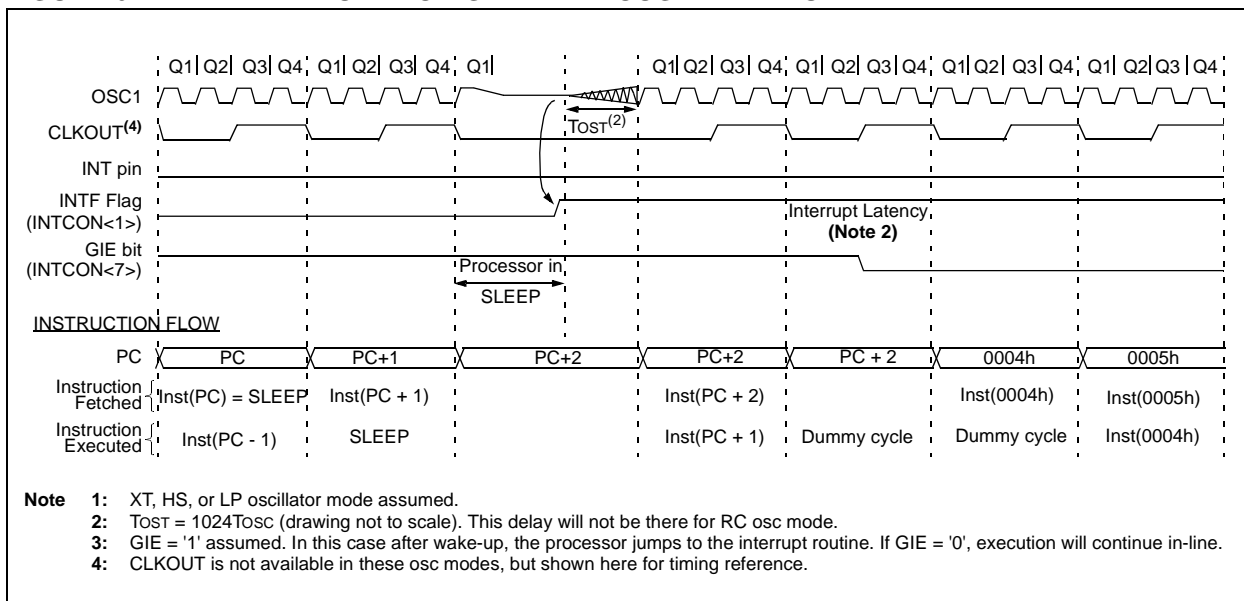 Q1 Q2 Q3 Q4 Q1 Q2 Q3 Q4 Q1 Q1 Q2 Q3 Q4 Q1 Q2 Q3 Q4 Q1 Q2 Q3 Q4 Q1 Q2 Q3 Q4
OSC1
TOST(2)
CLKOUT(4)
INT pin
INTF Flag
(INTCON<1>)
Interrupt Latency
(Note 2)
GIE bit
(INTCON<7>)
Processor in
SLEEP
INSTRUCTION FLOW
PC PC PC+1 PC+2 PC+2 PC + 2 0004h 0005h
Instruction
Fetched
Inst(PC) = SLEEP Inst(PC + 1) Inst(PC + 2) Inst(0004h) Inst(0005h)
Instruction
Executed
Inst(PC - 1) SLEEP Inst(PC + 1) Dummy cycle Dummy cycle Inst(0004h)
Note 1: XT, HS, or LP oscillator mode assumed.
2: TOST = 1024TOSC (drawing not to scale). This delay will not be there for RC osc mode.
3: GIE = '1' assumed. In this case after wake-up, the processor jumps to the interrupt routine. If GIE = '0', execution will continue in-line.
4: CLKOUT is not available in these osc modes, but shown here for timing reference.